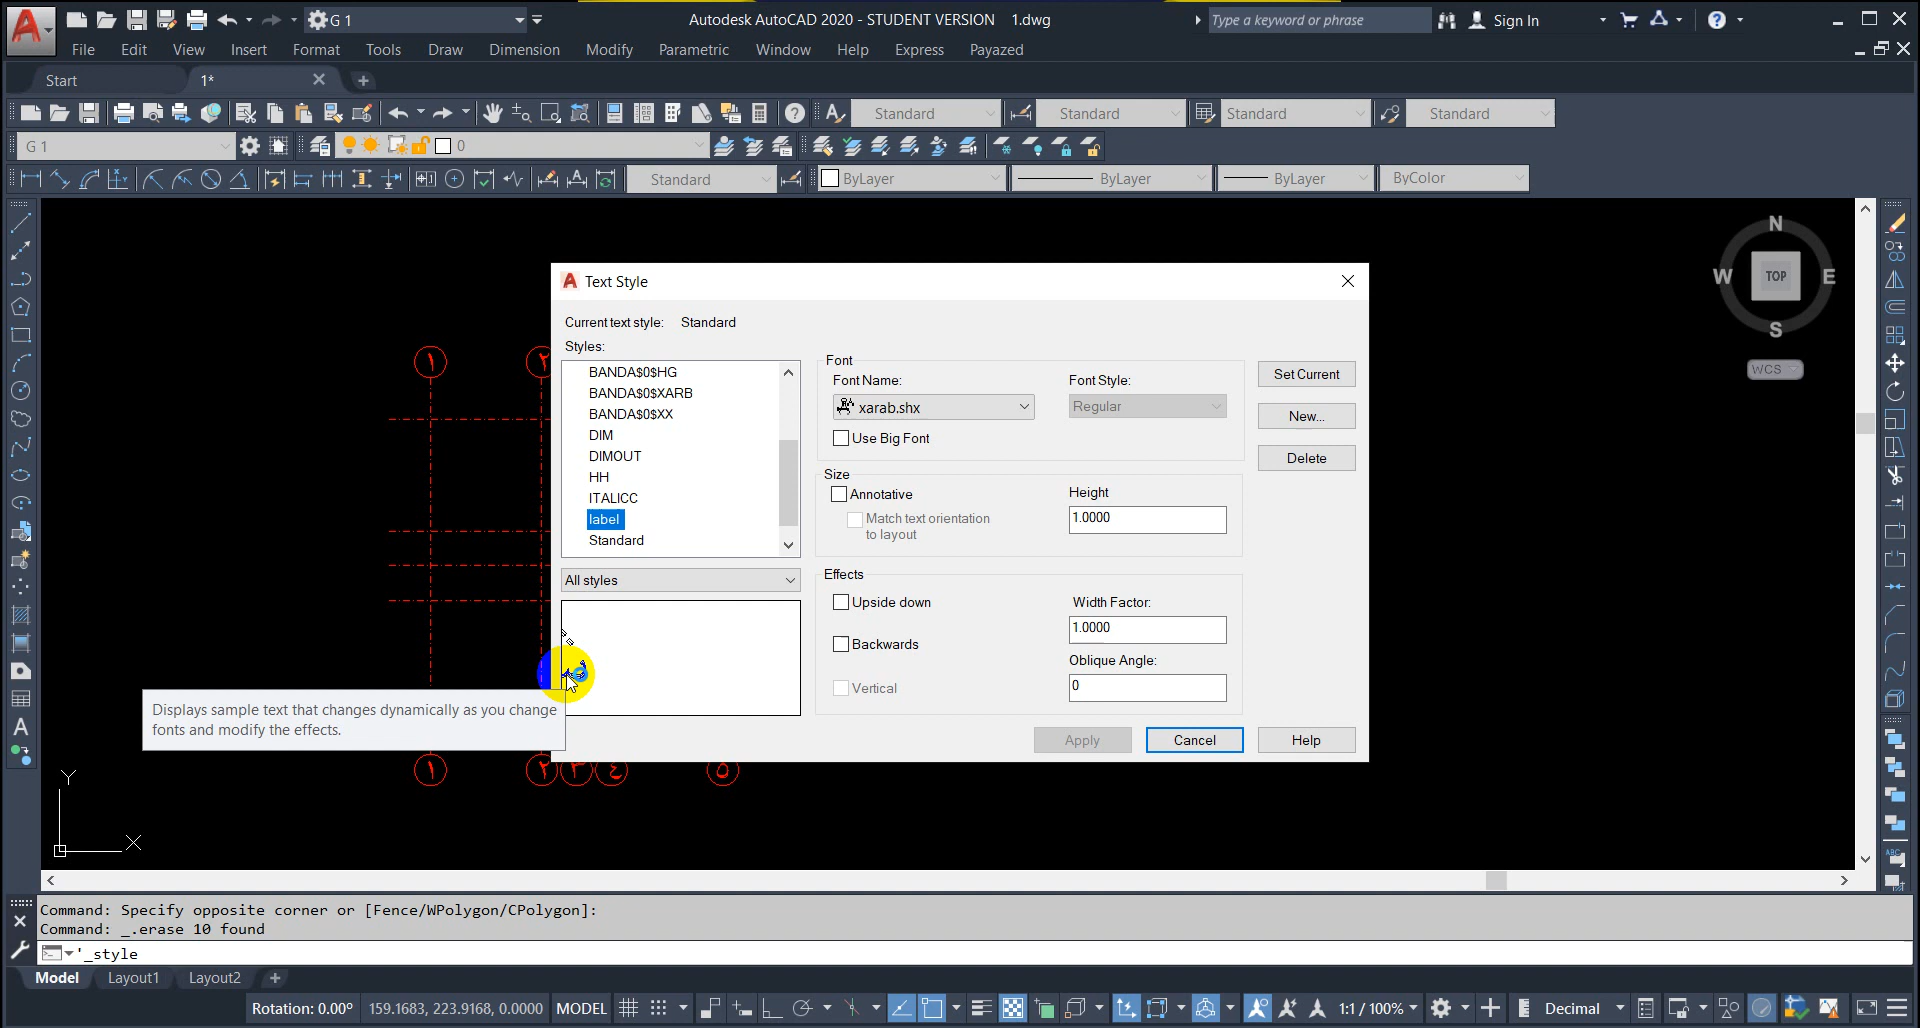 G 1
Autodesk AutoCAD 2020 - STUDENT VERSION 1.dwg
Type a keyword or phrase
Sign In
File Edit View Insert Format Tools Draw Dimension Modify Parametric Window Help Express Payazed
Start 1*
Standard Standard Standard Standard
G 1 0
Standard ByLayer ByLayer ByLayer ByColor
N
W TOP E
S
WCS
Text Style
Current text style: Standard
Styles:
BANDA$0$HG
BANDA$0$XARB
BANDA$0$XX
DIM
DIMOUT
HH
ITALICC
label
Standard
All styles
Font
Font Name:
xarab.shx
Use Big Font
Font Style:
Regular
Size
Annotative
Match text orientation
to layout
Height
1.0000
Effects
Upside down
Backwards
Vertical
Width Factor:
1.0000
Oblique Angle:
0
Set Current
New...
Delete
Apply Cancel Help
Displays sample text that changes dynamically as you change
fonts and modify the effects.
١ ٢
١ ٢ ٣ ٤ ٥
Y
X
Command: Specify opposite corner or [Fence/WPolygon/CPolygon]:
Command: _.erase 10 found
'_style
Model Layout1 Layout2
Rotation: 0.00° 159.1683, 223.9168, 0.0000 MODEL 1:1 / 100% Decimal